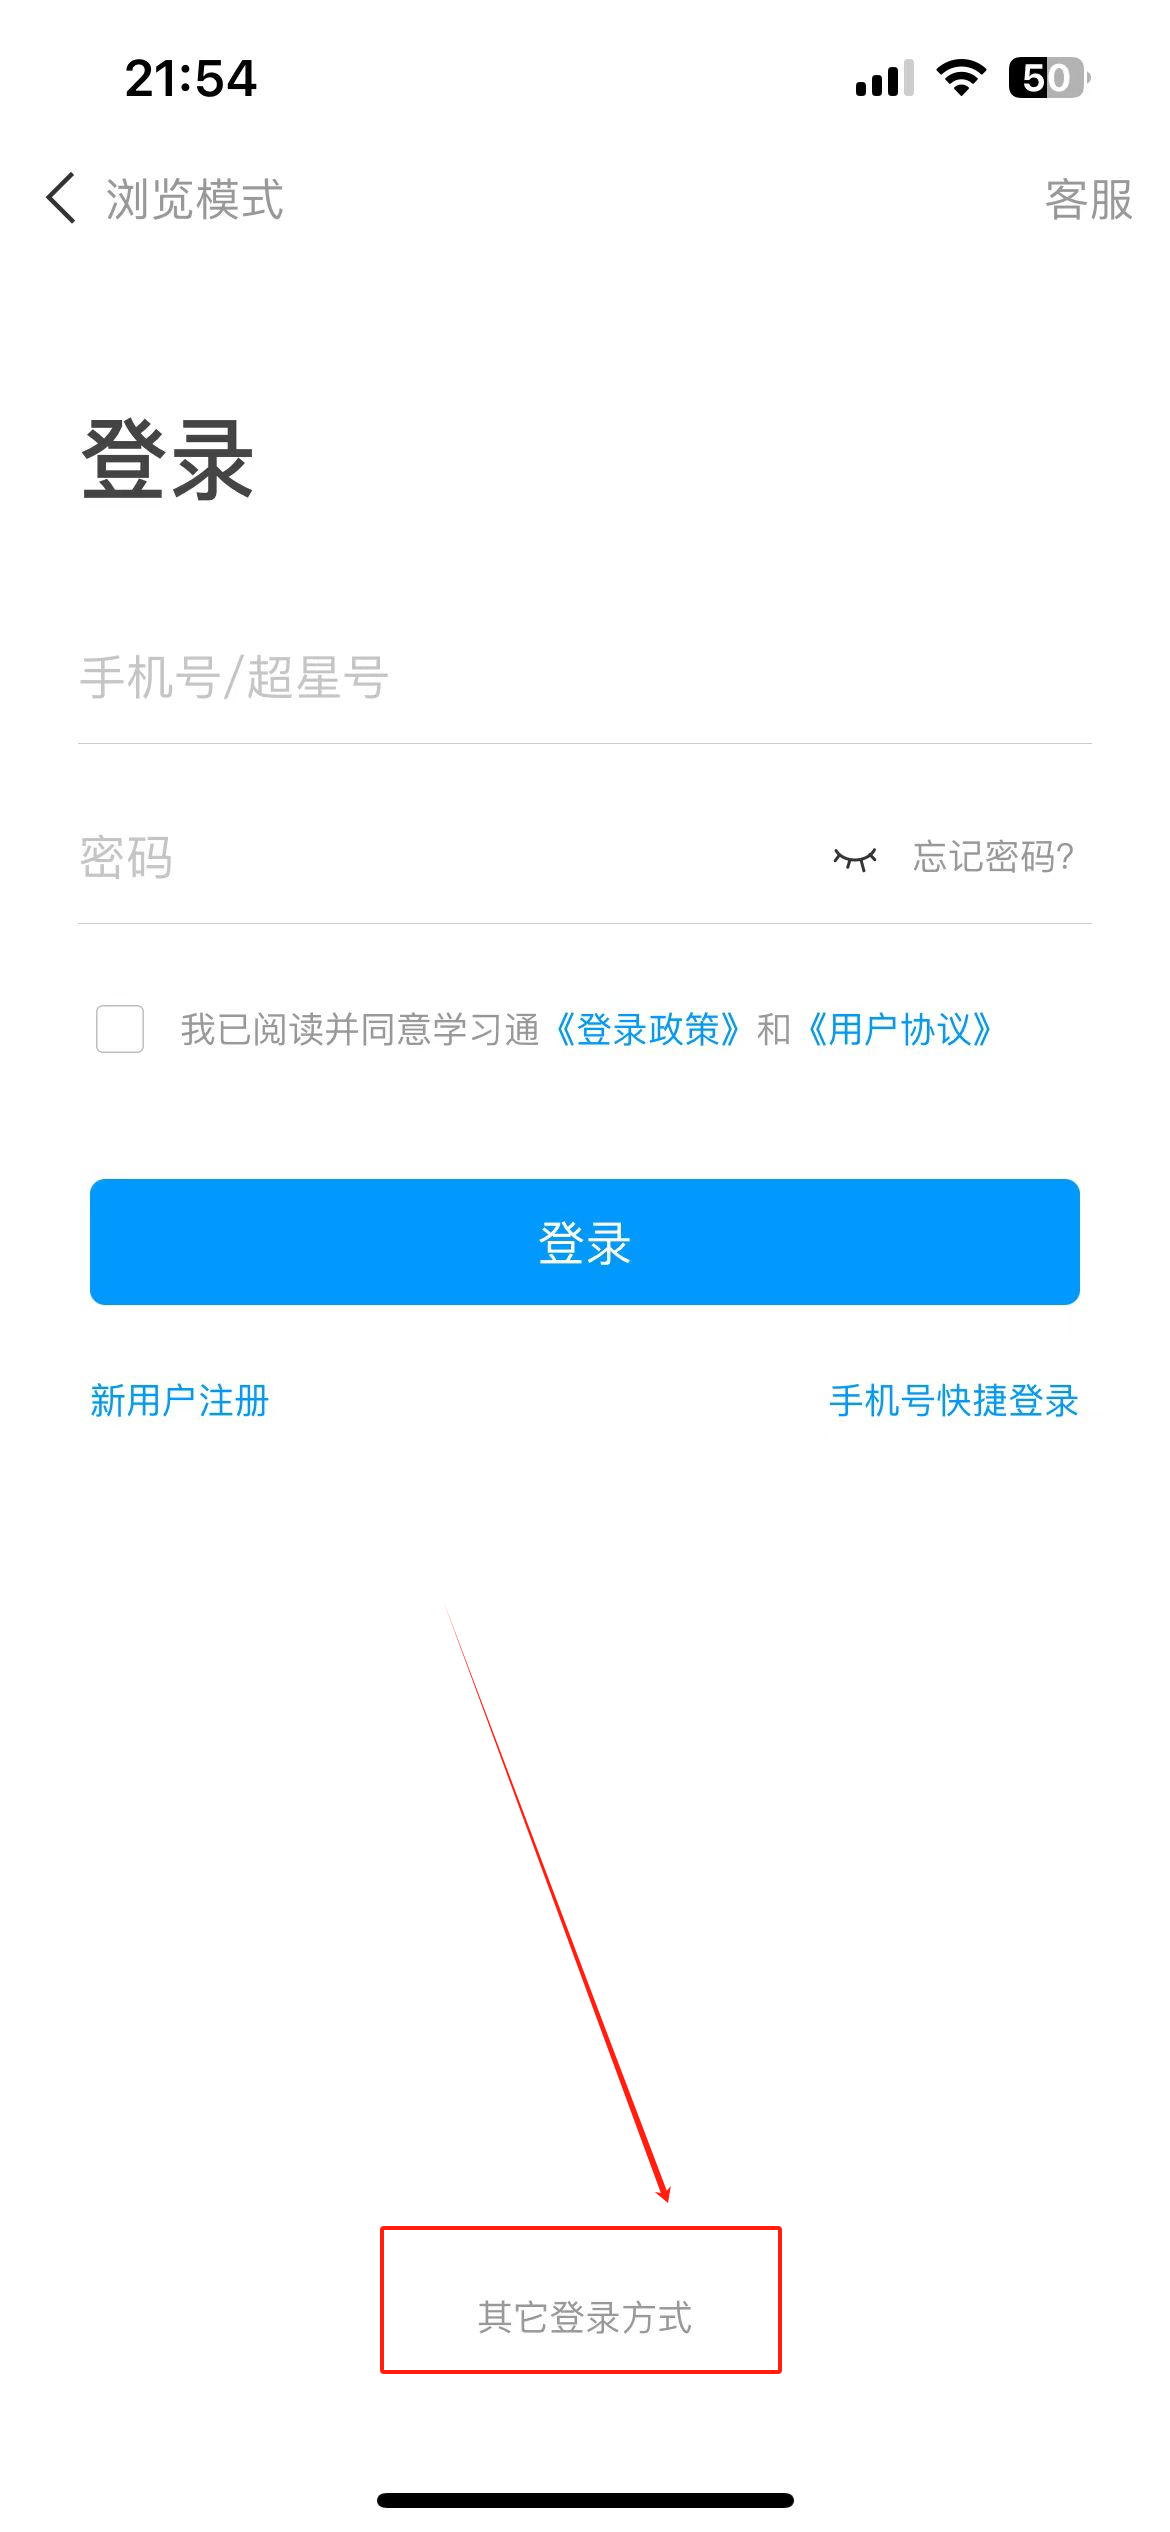 21:54
50
浏览模式
客服
登录
手机号/超星号
密码
忘记密码?
我已阅读并同意学习通《登录政策》和《用户协议》
登录
新用户注册
手机号快捷登录
其它登录方式